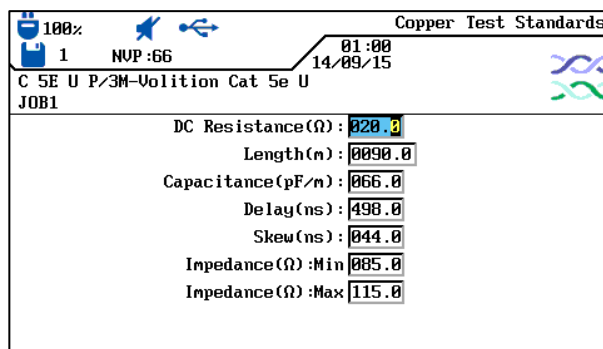 100% Copper Test Standards
1 NVP:66 01:00
14/09/15
C 5E U P/3M-Volition Cat 5e U
JOB1
DC Resistance(Ω): 020.0
Length(m): 0090.0
Capacitance(pF/m): 066.0
Delay(ns): 498.0
Skew(ns): 044.0
Impedance(Ω):Min 085.0
Impedance(Ω):Max 115.0